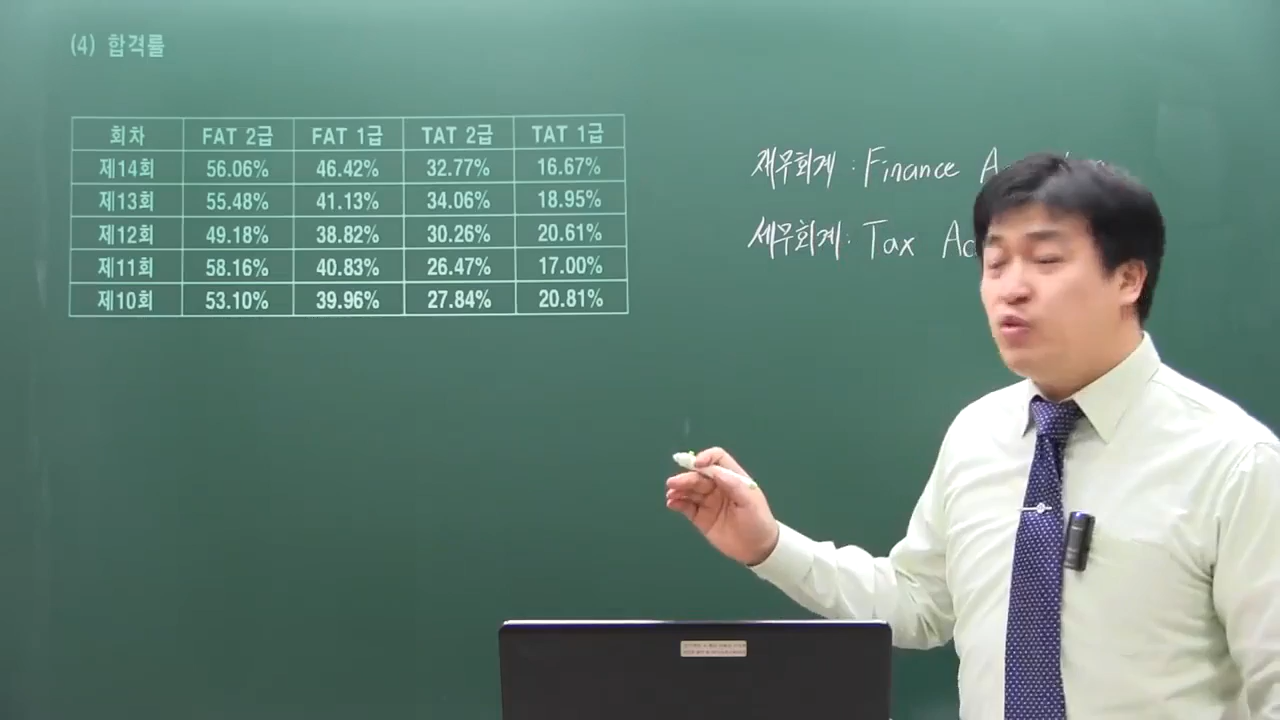 (4) 합격률
회차 FAT 2급 FAT 1급 TAT 2급 TAT 1급
제14회 56.06% 46.42% 32.77% 16.67%
제13회 55.48% 41.13% 34.06% 18.95%
제12회 49.18% 38.82% 30.26% 20.61%
제11회 58.16% 40.83% 26.47% 17.00%
제10회 53.10% 39.96% 27.84% 20.81%
재무회계 : Finance
세무회계 : Tax